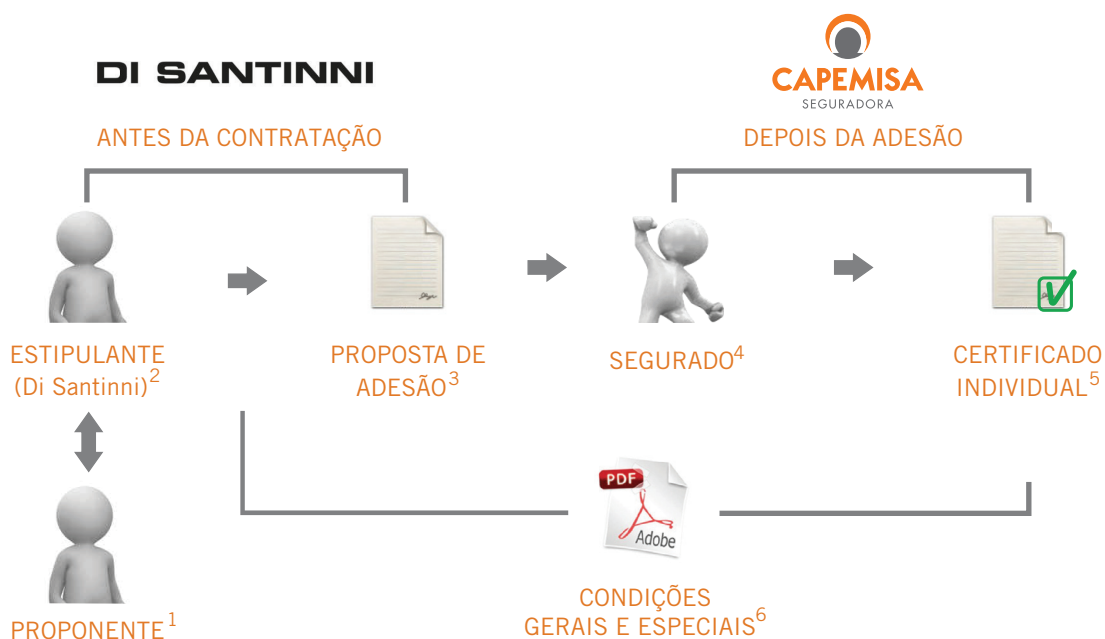 DI SANTINNI
CAPEMISA
SEGURADORA
ANTES DA CONTRATAÇÃO
DEPOIS DA ADESÃO
ESTIPULANTE
(Di Santinni)2
PROPOSTA DE
ADESÃO3
SEGURADO4
CERTIFICADO
INDIVIDUAL5
PROPONENTE1
PDF
Adobe
CONDIÇÕES
GERAIS E ESPECIAIS6